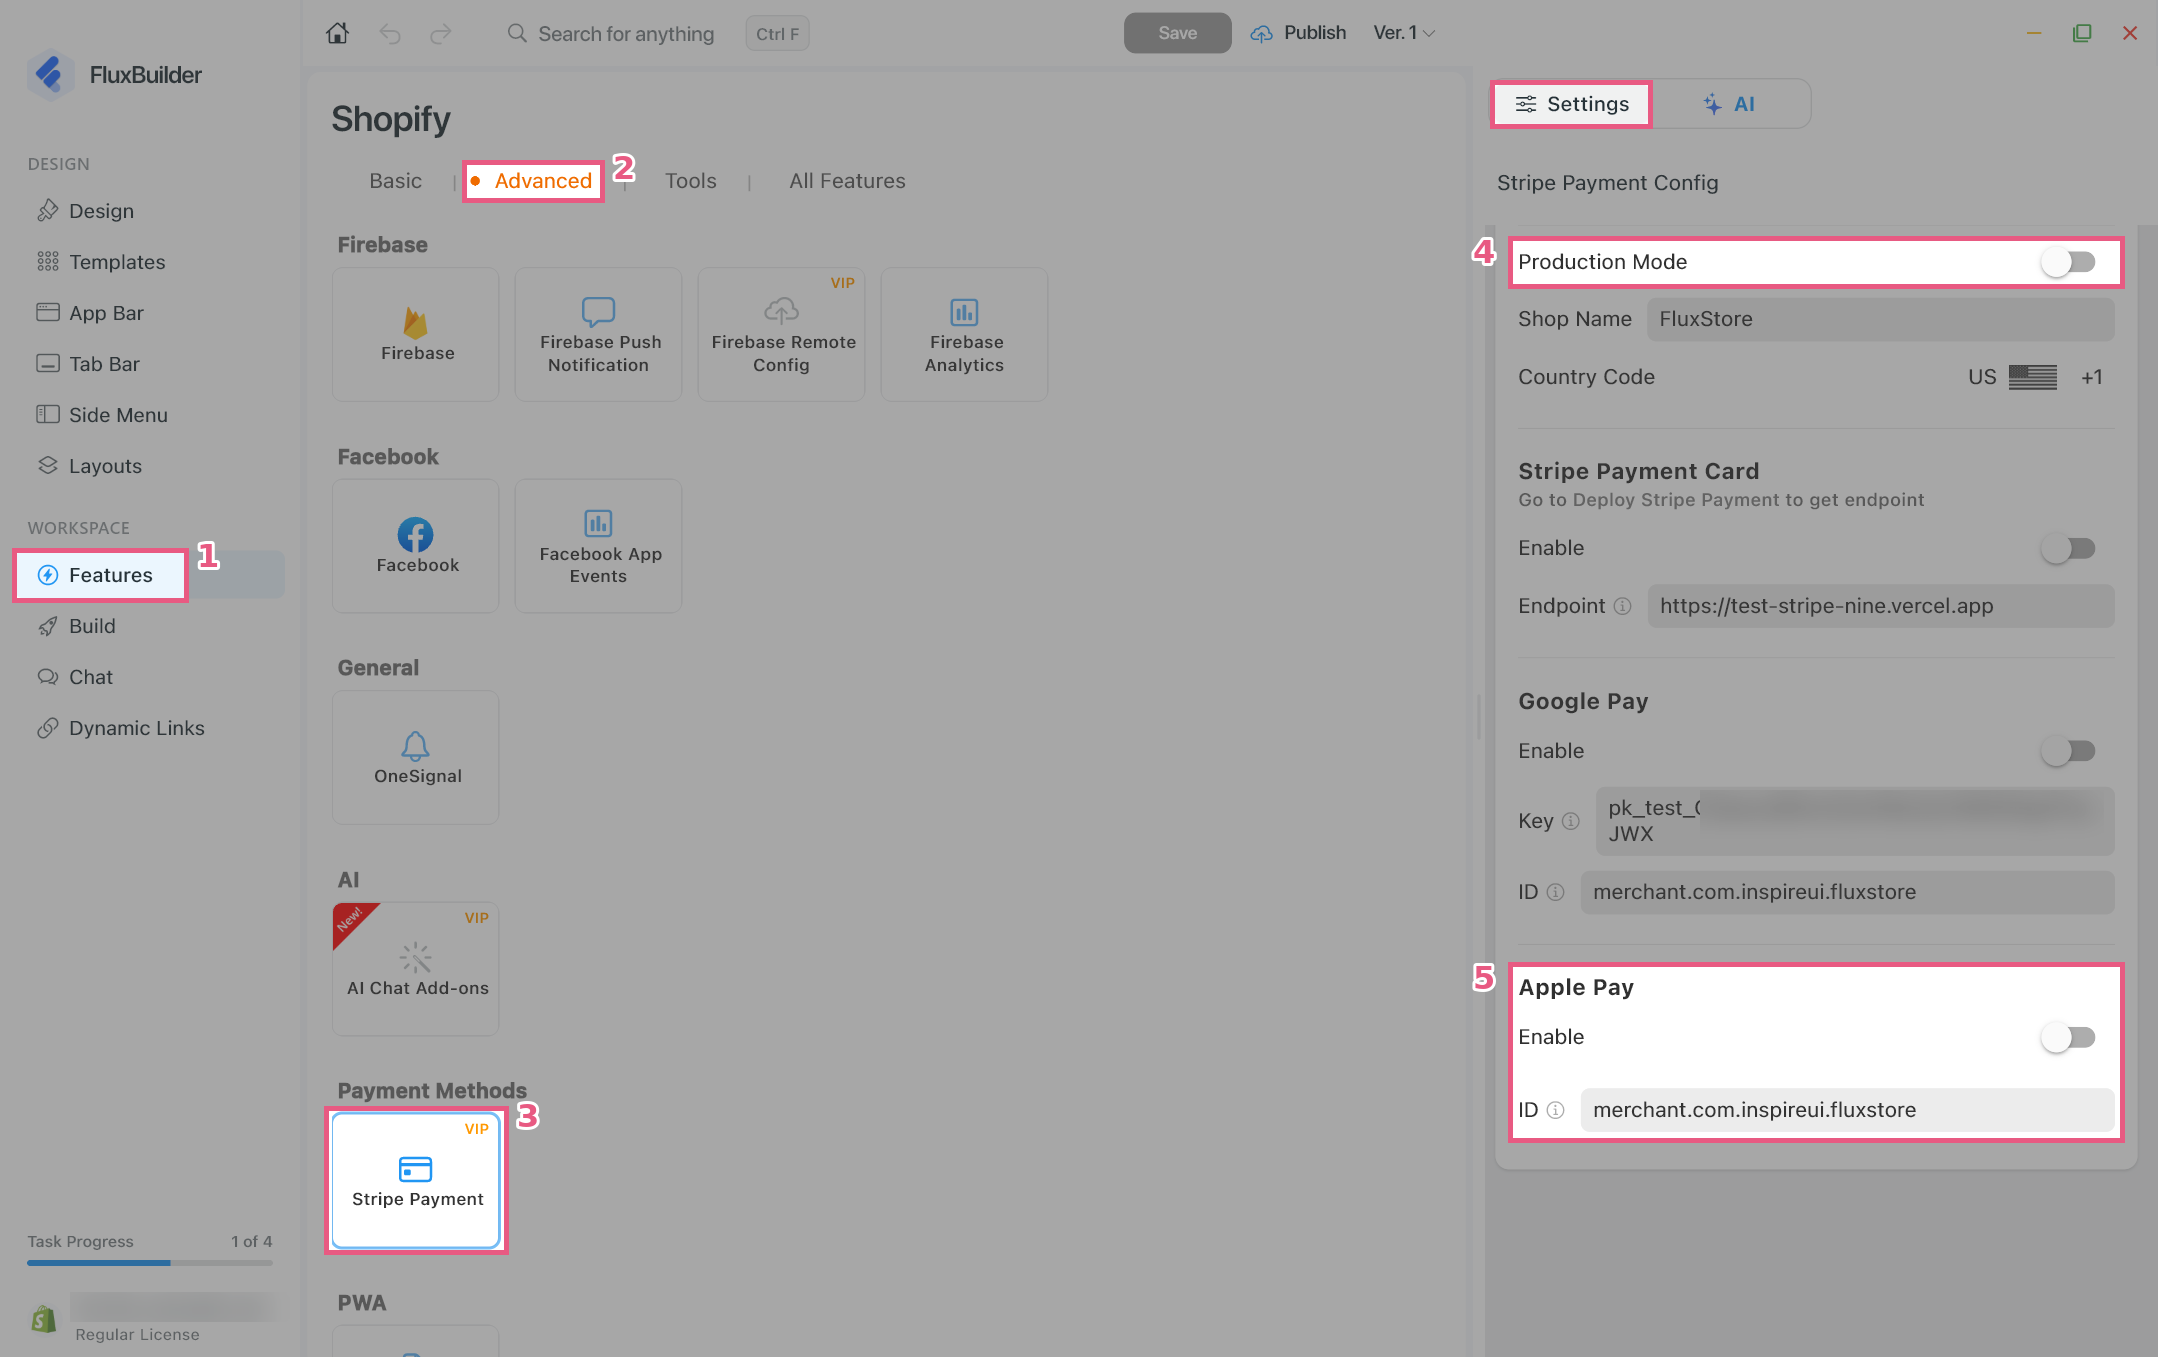 FluxBuilder
Search for anything
Ctrl F
Save
Publish
Ver. 1
DESIGN
Design
Templates
App Bar
Tab Bar
Side Menu
Layouts
WORKSPACE
Features
1
Build
Chat
Dynamic Links
Task Progress
1 of 4
Regular License
Shopify
Basic
Advanced
2
Tools
All Features
Firebase
Firebase
Firebase Push
Notification
VIP
Firebase Remote
Config
Firebase
Analytics
Facebook
Facebook
Facebook App
Events
General
OneSignal
AI
New!
VIP
AI Chat Add-ons
Payment Methods
3
VIP
Stripe Payment
PWA
Settings
AI
Stripe Payment Config
4
Production Mode
Shop Name
FluxStore
Country Code
US
+1
Stripe Payment Card
Go to Deploy Stripe Payment to get endpoint
Enable
Endpoint
https://test-stripe-nine.vercel.app
Google Pay
Enable
Key
pk_test_
JWX
ID
merchant.com.inspireui.fluxstore
5
Apple Pay
Enable
ID
merchant.com.inspireui.fluxstore